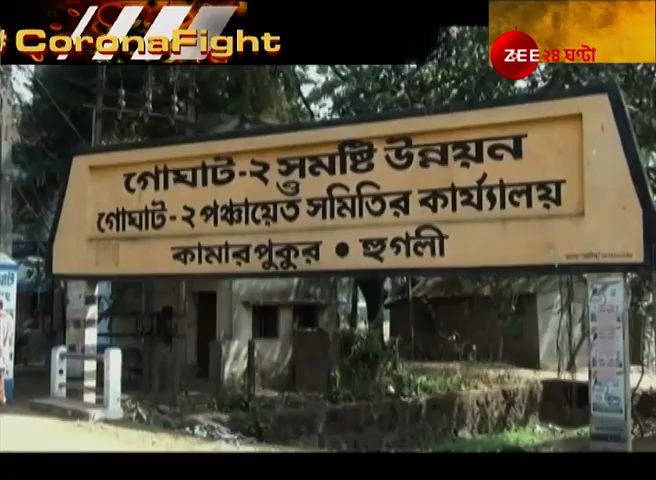 #CoronaFight
ZEE ২৪ ঘণ্টা
গোঘাট-২ সমষ্টি উন্নয়ন
ও
গোঘাট-২ পঞ্চায়েত সমিতির কার্য্যালয়
কামারপুকুর • হুগলী